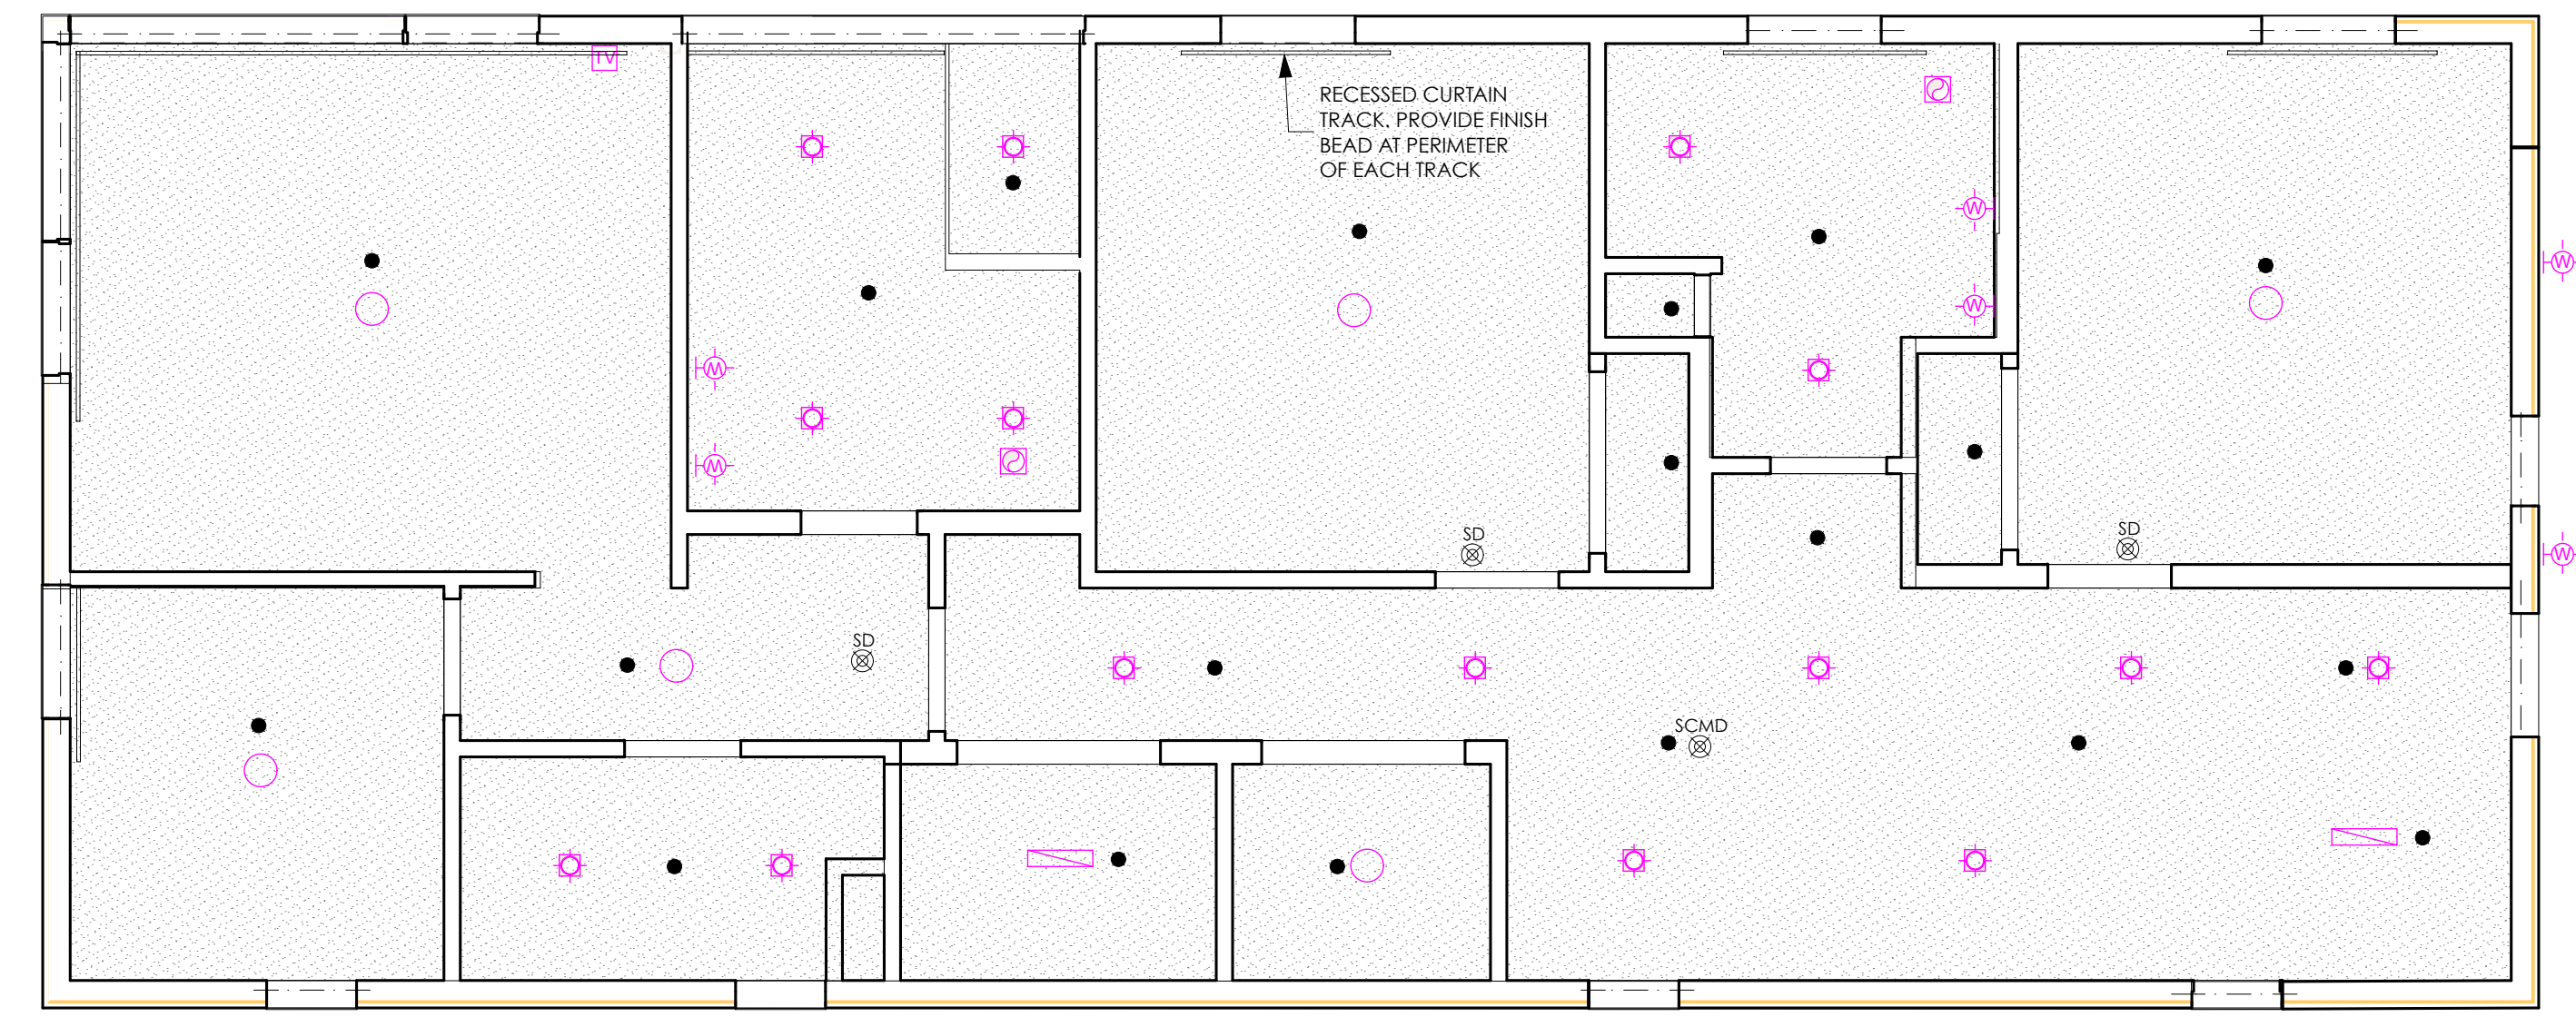 TV
RECESSED CURTAIN
TRACK. PROVIDE FINISH
BEAD AT PERIMETER
OF EACH TRACK
W
W
W
W
W
SD
SD
W
SD
SCMD